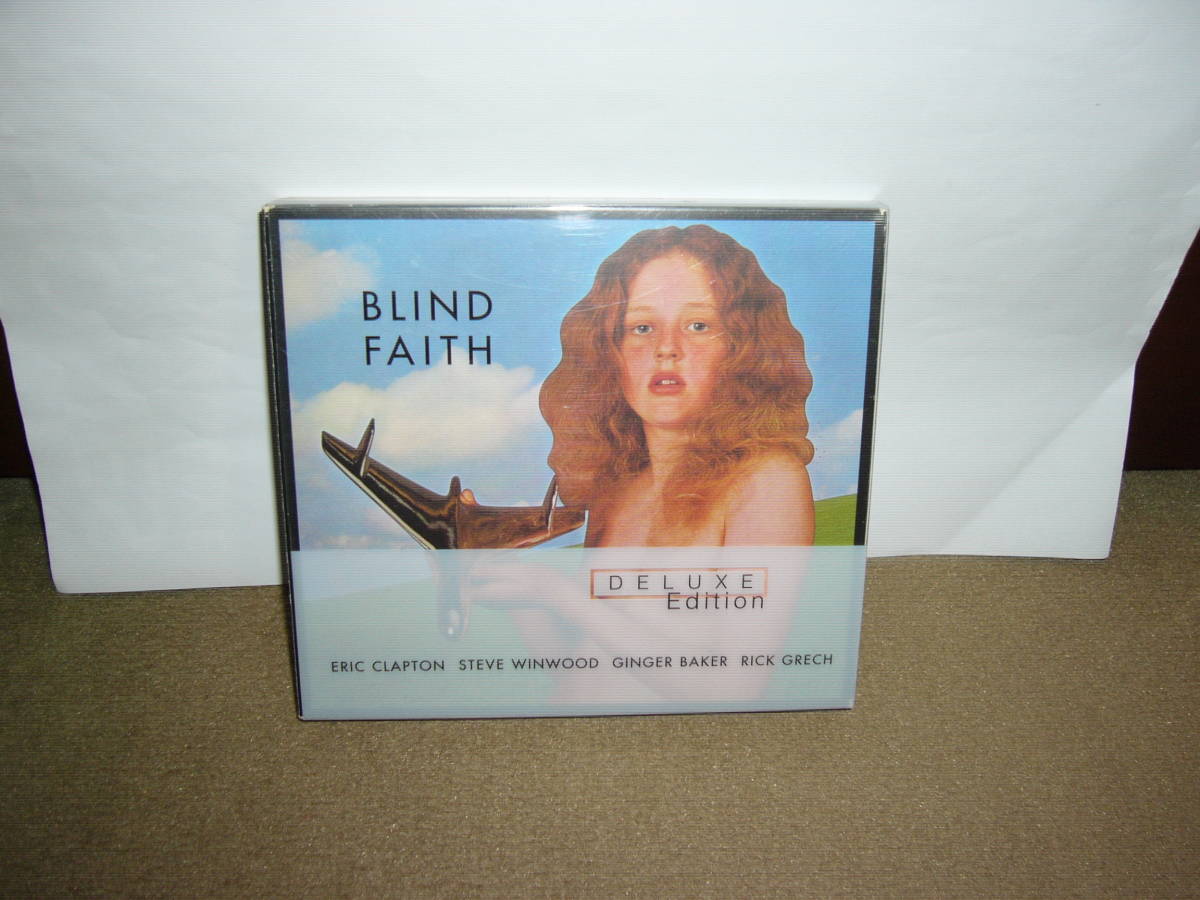 BLIND
FAITH
DELUXE
Edition
ERIC CLAPTON STEVE WINWOOD GINGER BAKER RICK GRECH